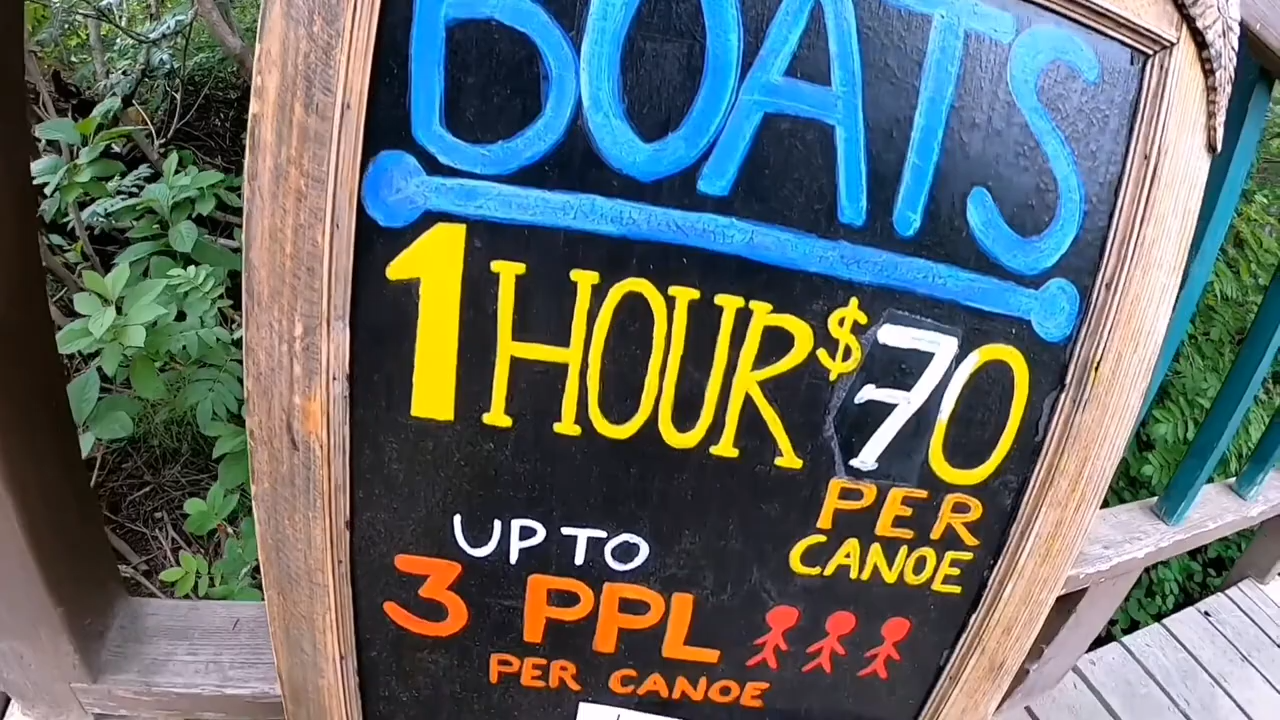 BOATS
1 HOUR $70
PER
CANOE
UP TO
3 PPL
PER CANOE